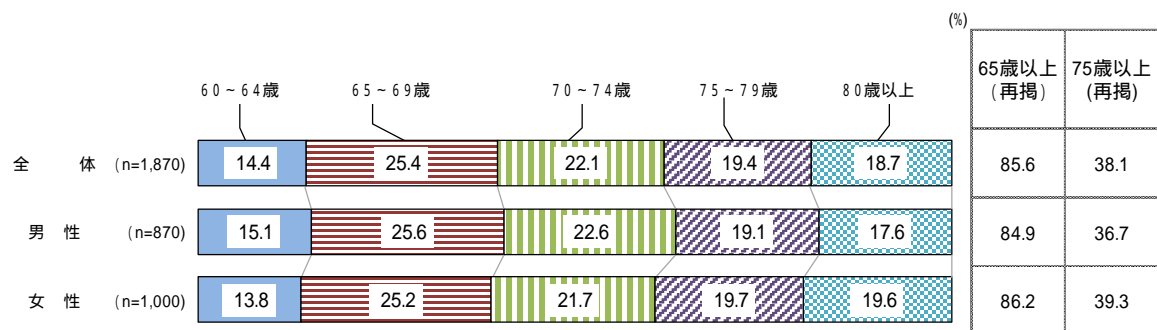 (%)
65歳以上 75歳以上
(再掲) (再掲)
60~64歳 65~69歳 70~74歳 75~79歳 80歳以上
全 体 (n=1,870) 14.4 25.4 22.1 19.4 18.7 85.6 38.1
男 性 (n=870) 15.1 25.6 22.6 19.1 17.6 84.9 36.7
女 性 (n=1,000) 13.8 25.2 21.7 19.7 19.6 86.2 39.3